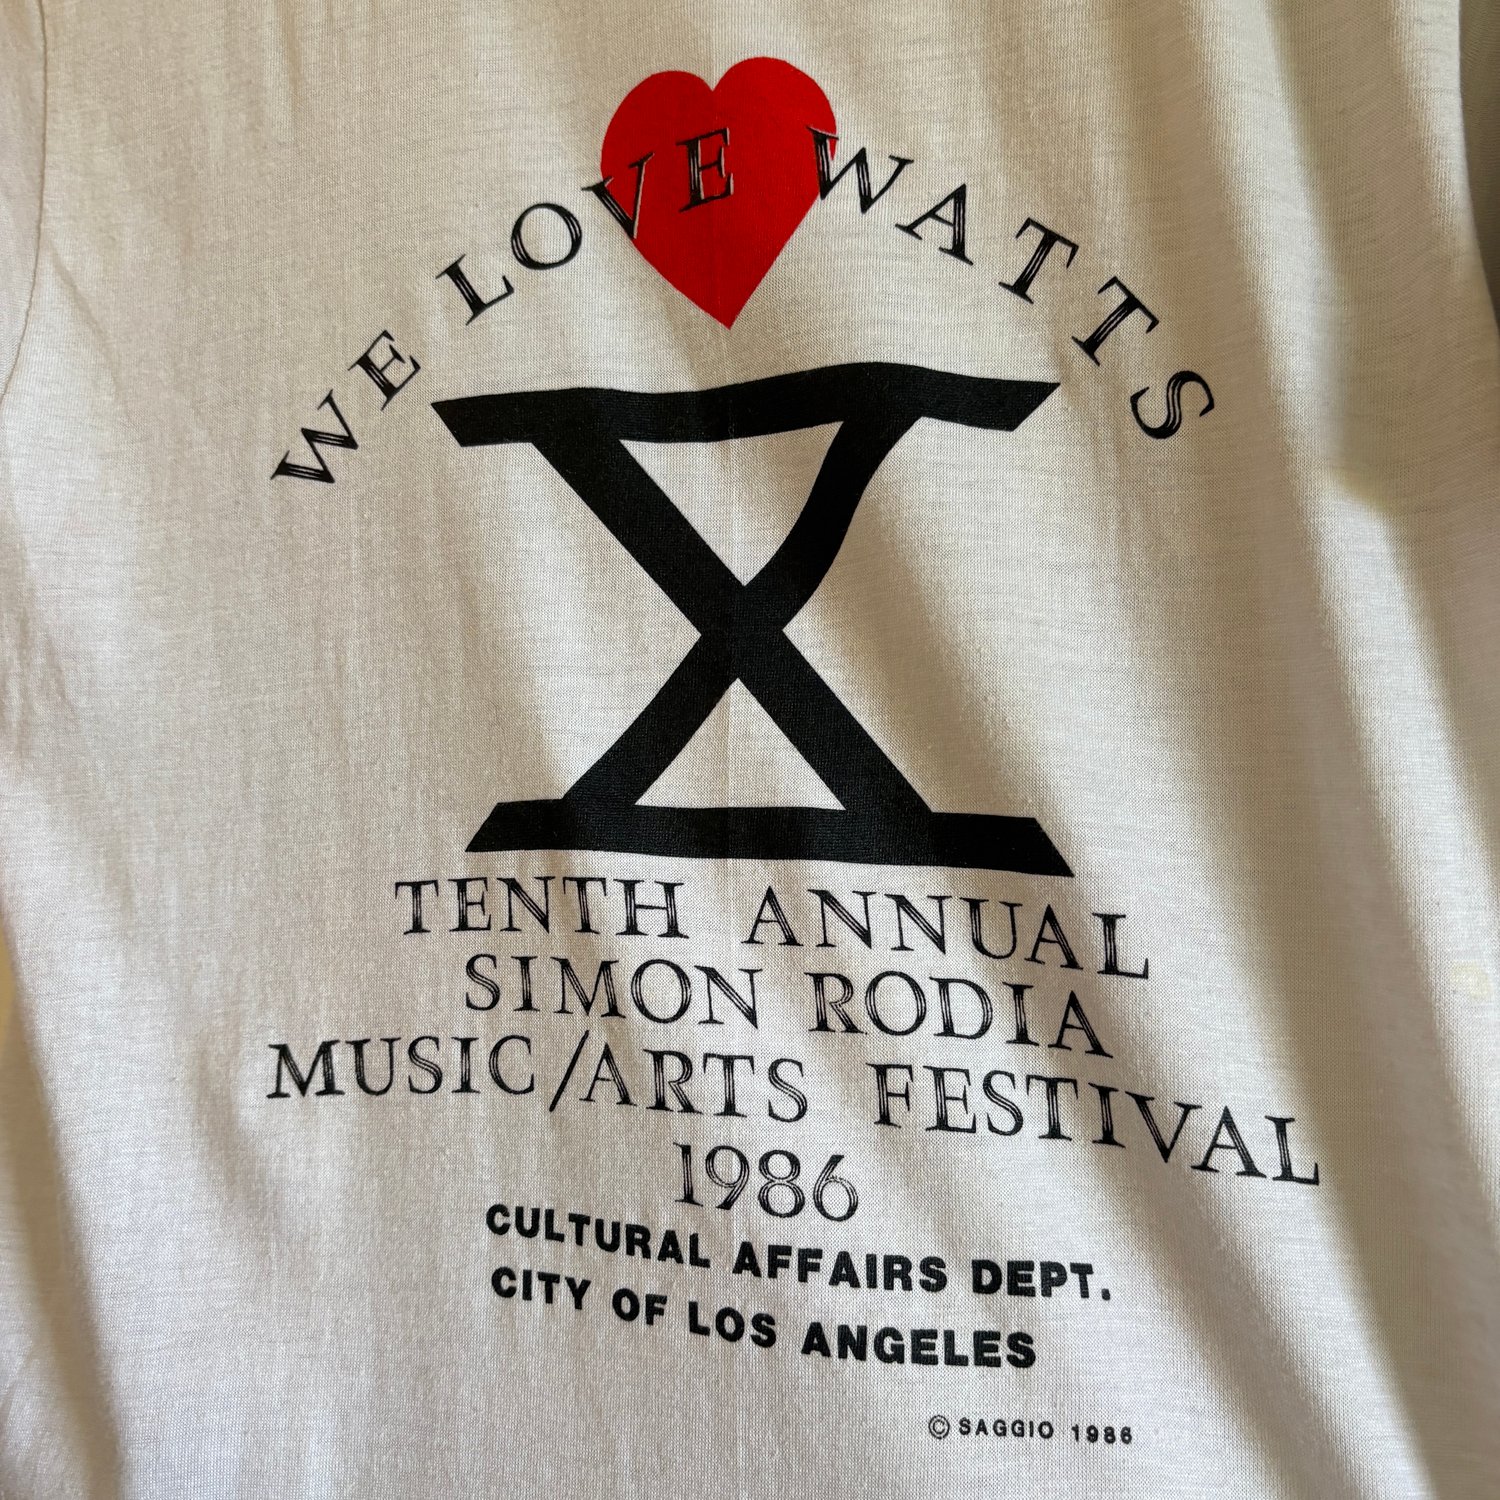 WE LOVE WATTS
X
TENTH ANNUAL
SIMON RODIA
MUSIC/ARTS FESTIVAL
1986
CULTURAL AFFAIRS DEPT.
CITY OF LOS ANGELES
© SAGGIO 1986